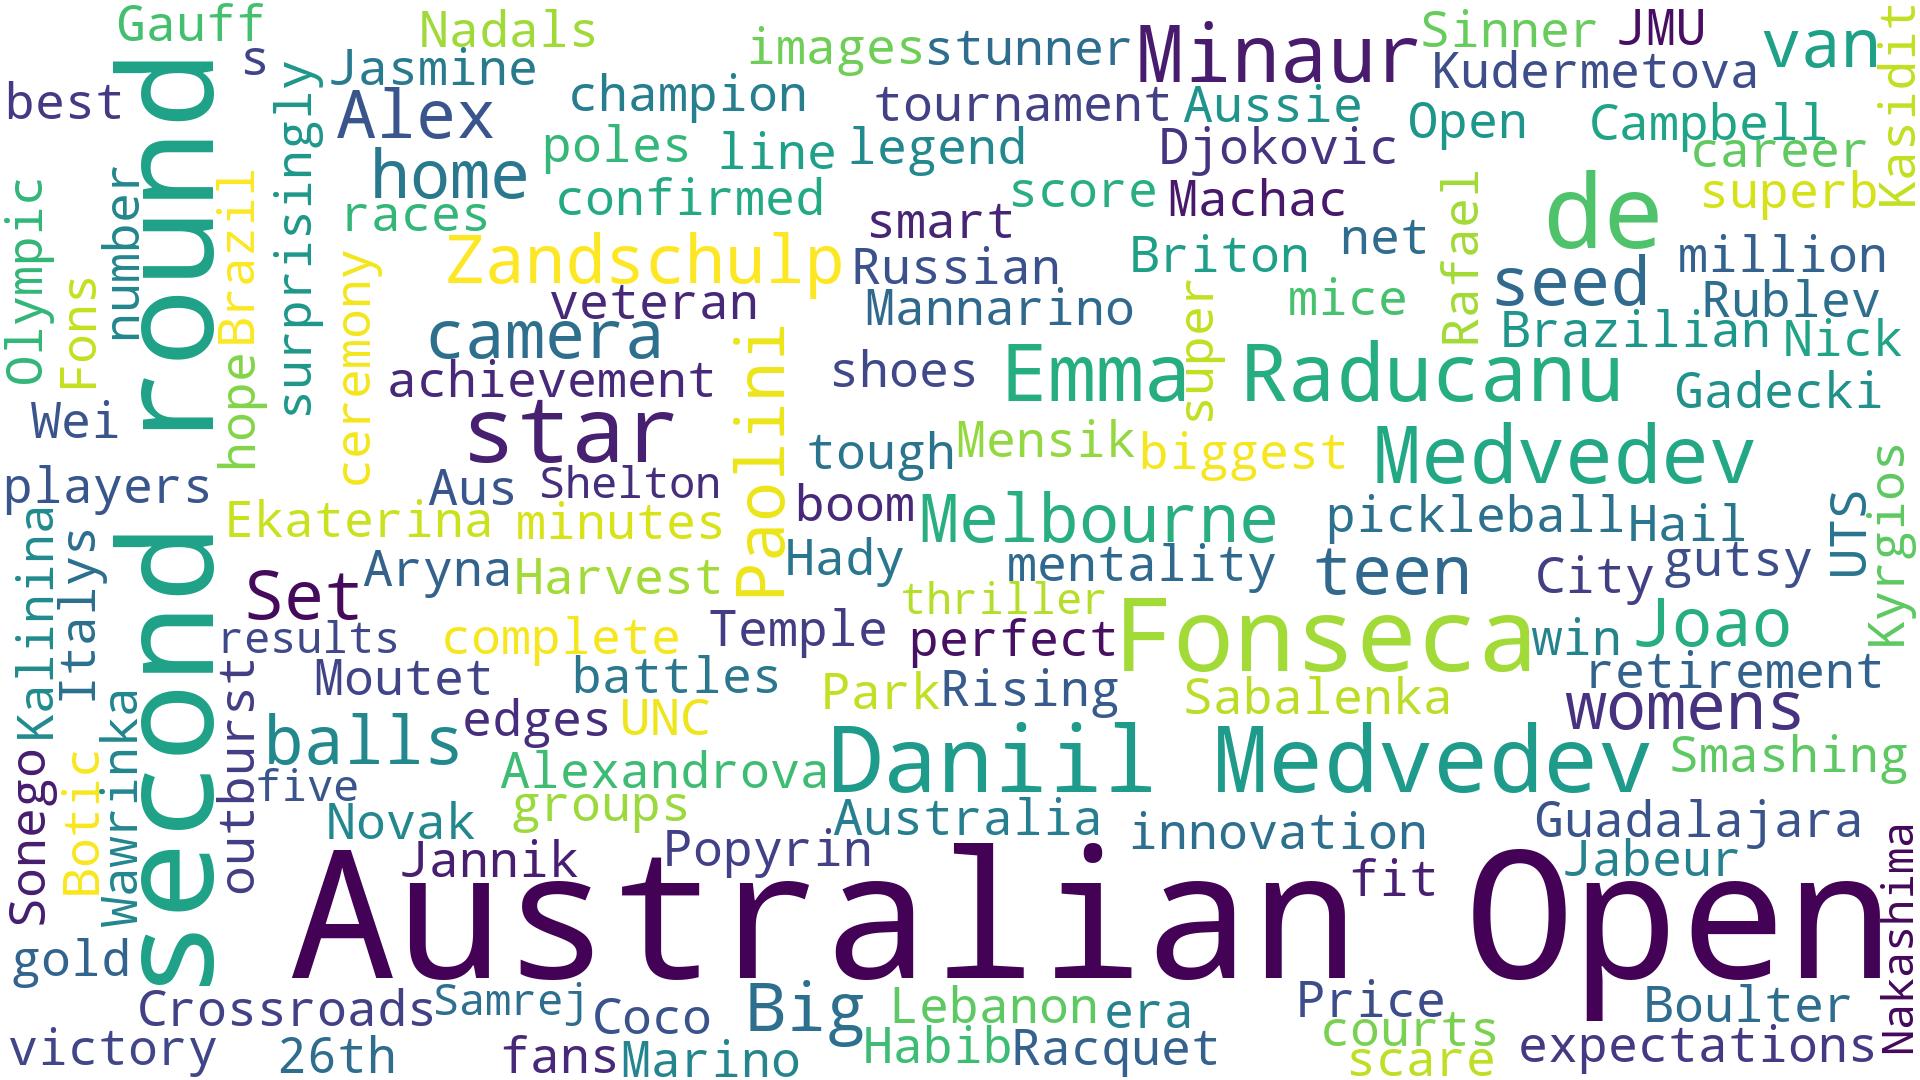 Gauff
Nadals
images
stunner
Minaur
Sinner
JMU
van
Kasidit
s
Jasmine
Kudermetova
best
champion
tournament
Aussie
Open
Campbell
Alex
poles
line
legend
Djokovic
career
home
confirmed
score
Machac
superb
de
second round
number
Brazil
surprisingly
races
smart
Rafael
Olympic
Fons
Zandschulp
Russian
Briton
net
million
ceremony
veteran
Mannarino
super
mice
seed
Rublev
camera
Brazilian
Nick
hope
achievement
Paolini
shoes
Emma Raducanu
Gadecki
Wei
star
tough
Mensik
biggest
Medvedev
players
Aus
Shelton
boom
Melbourne
pickleball
Hail
UTS
Kyrgios
Kalinina
Italys
Ekaterina
minutes
Hady
mentality
teen
City
gutsy
Set
Aryna
Harvest
thriller
Fonseca
Joao
results
complete
Temple
perfect
win
Moutet
battles
Park
Rising
Sabalenka
retirement
womens
outburst
balls
edges
UNC
Daniil Medvedev
Smashing
Sonego
Botic
Wawrinka
five
Alexandrova
Novak
groups
Australia
innovation
Guadalajara
Jannik
Popyrin
fit
Jabeur
Nakashima
Australian Open
gold
Crossroads
Samrej
Coco
Big
Lebanon
era
Price
Boulter
victory
26th
fans
Marino
Habib
Racquet
courts
scare
expectations